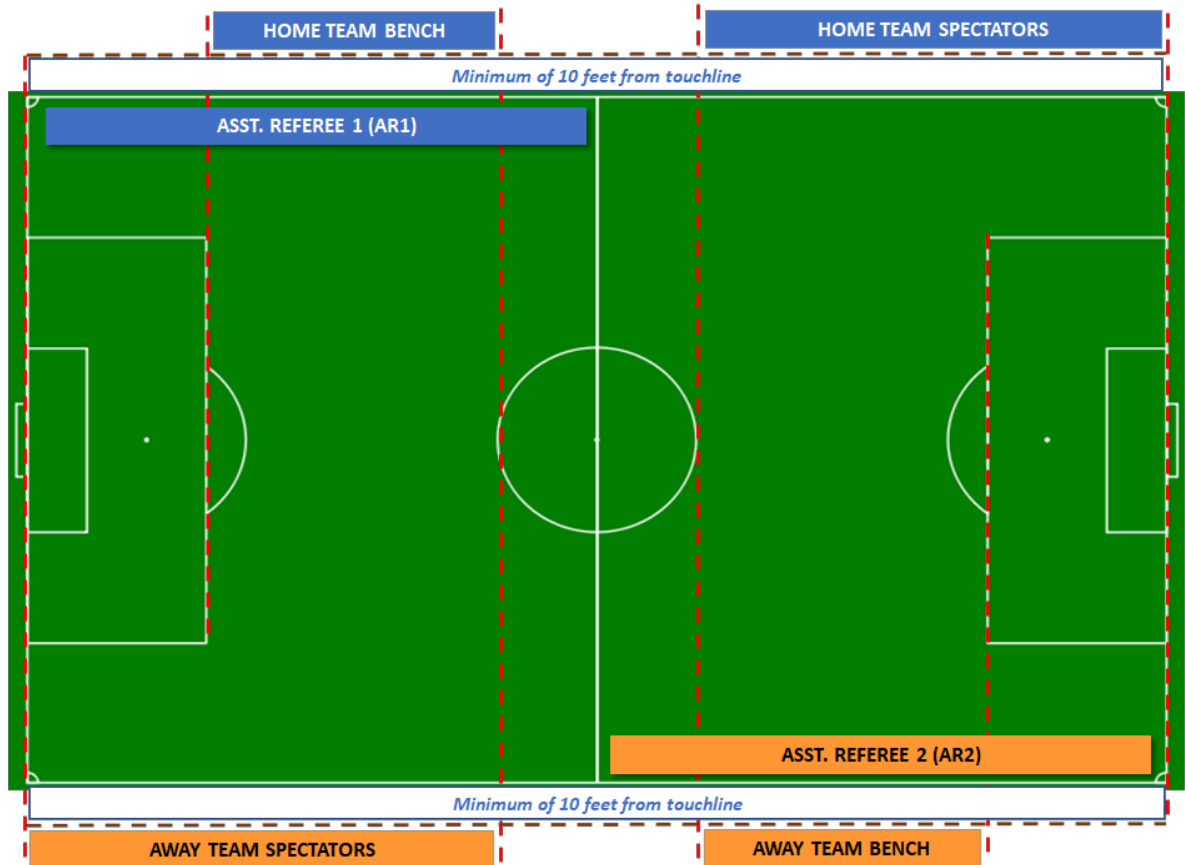 HOME TEAM BENCH
HOME TEAM SPECTATORS
Minimum of 10 feet from touchline
ASST. REFEREE 1 (AR1)
ASST. REFEREE 2 (AR2)
Minimum of 10 feet from touchline
AWAY TEAM SPECTATORS
AWAY TEAM BENCH